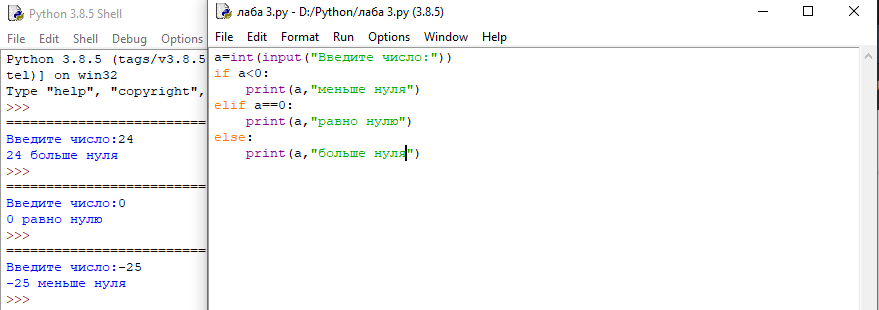 Python 3.8.5 Shell
File Edit Shell Debug Options
Python 3.8.5 (tags/v3.8.5
tel)] on win32
Type "help", "copyright",
>>>
==========================
Введите число:24
24 больше нуля
>>>
==========================
Введите число:0
0 равно нулю
>>>
==========================
Введите число:-25
-25 меньше нуля
>>>
лаба 3.py - D:/Python/лаба 3.py (3.8.5)
File Edit Format Run Options Window Help
a=int(input("Введите число:"))
if a<0:
    print(a,"меньше нуля")
elif a==0:
    print(a,"равно нулю")
else:
    print(a,"больше нуля")